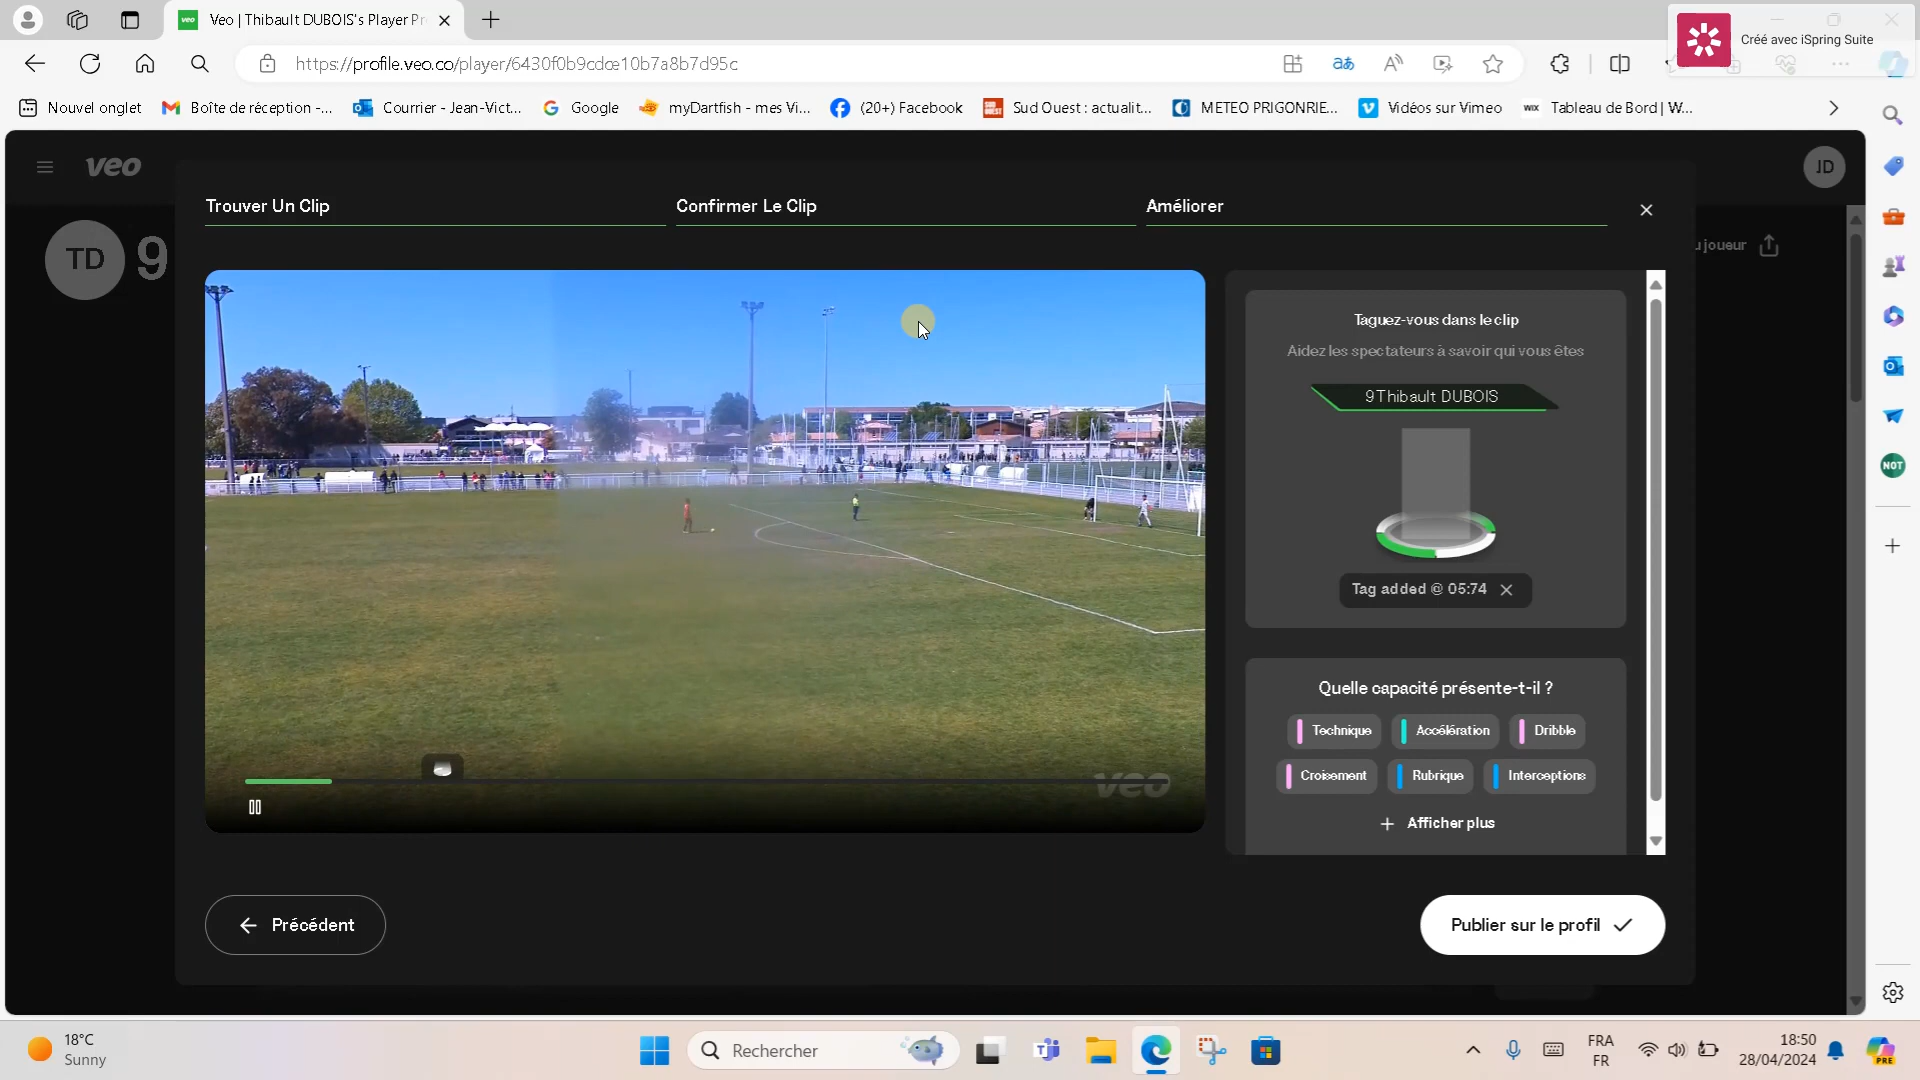 Veo | Thibault DUBOIS's Player Pr
Créé avec iSpring Suite
https://profile.veo.co/player/6430f0b9cdce10b7a8b7d95c
Nouvel onglet
Boîte de réception -...
Courrier - Jean-Vict...
Google
myDartfish - mes Vi...
(20+) Facebook
Sud Ouest : actualit...
METEO PRIGONRIE...
Vidéos sur Vimeo
WIX Tableau de Bord | W...
veo
JD
Trouver Un Clip
Confirmer Le Clip
Améliorer
TD
9
u joueur
Taguez-vous dans le clip
Aidez les spectateurs à savoir qui vous êtes
9 Thibault DUBOIS
Tag added @ 05:74
Quelle capacité présente-t-il ?
Technique
Accélération
Dribble
Croisement
Rubrique
Interceptions
Afficher plus
veo
Précédent
Publier sur le profil
NOT
18°C
Sunny
Rechercher
FRA
FR
18:50
28/04/2024
PRE